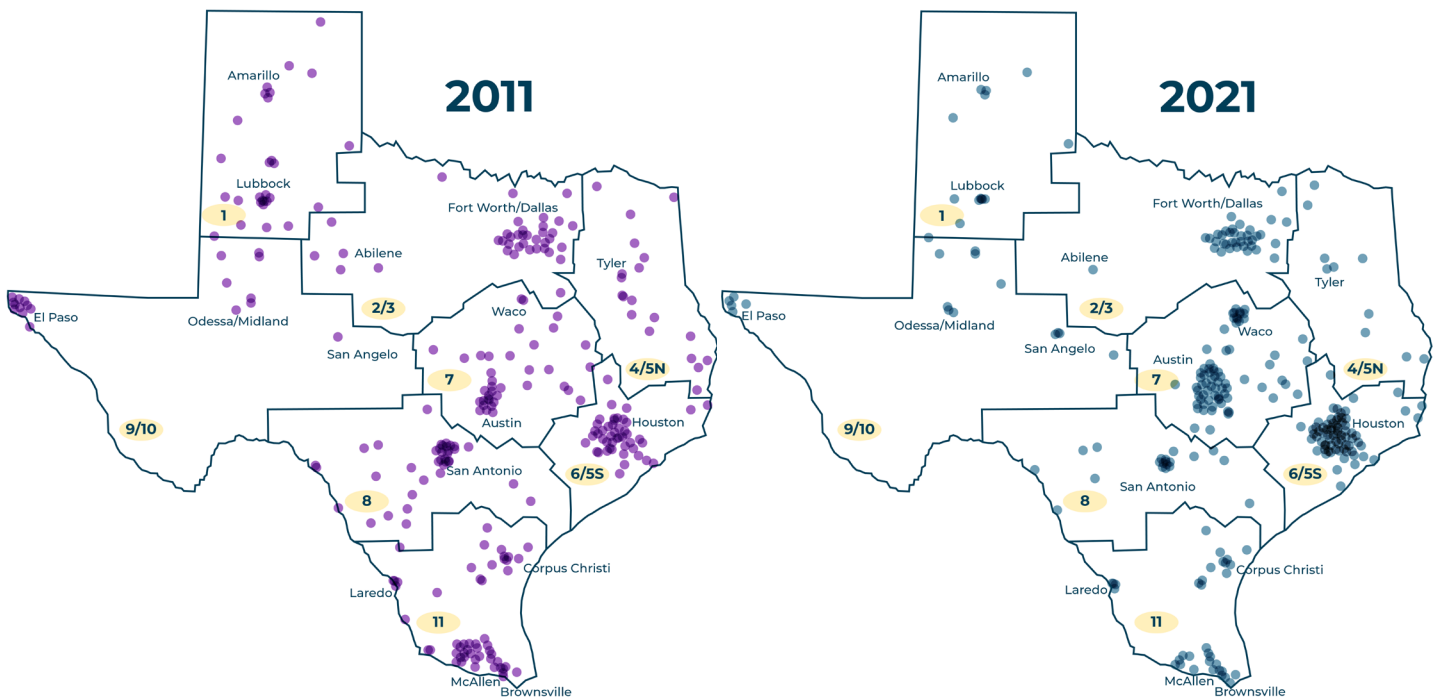 2011
Amarillo
Lubbock
1
Fort Worth/Dallas
Abilene
Tyler
El Paso
Odessa/Midland
2/3
Waco
San Angelo
7
4/5N
9/10
Austin
Houston
San Antonio
6/5S
8
Corpus Christi
Laredo
11
McAllen
Brownsville
2021
Amarillo
Lubbock
1
Fort Worth/Dallas
Abilene
Tyler
El Paso
Odessa/Midland
2/3
Waco
San Angelo
Austin
7
4/5N
9/10
Houston
6/5S
San Antonio
8
Corpus Christi
Laredo
11
McAllen
Brownsville